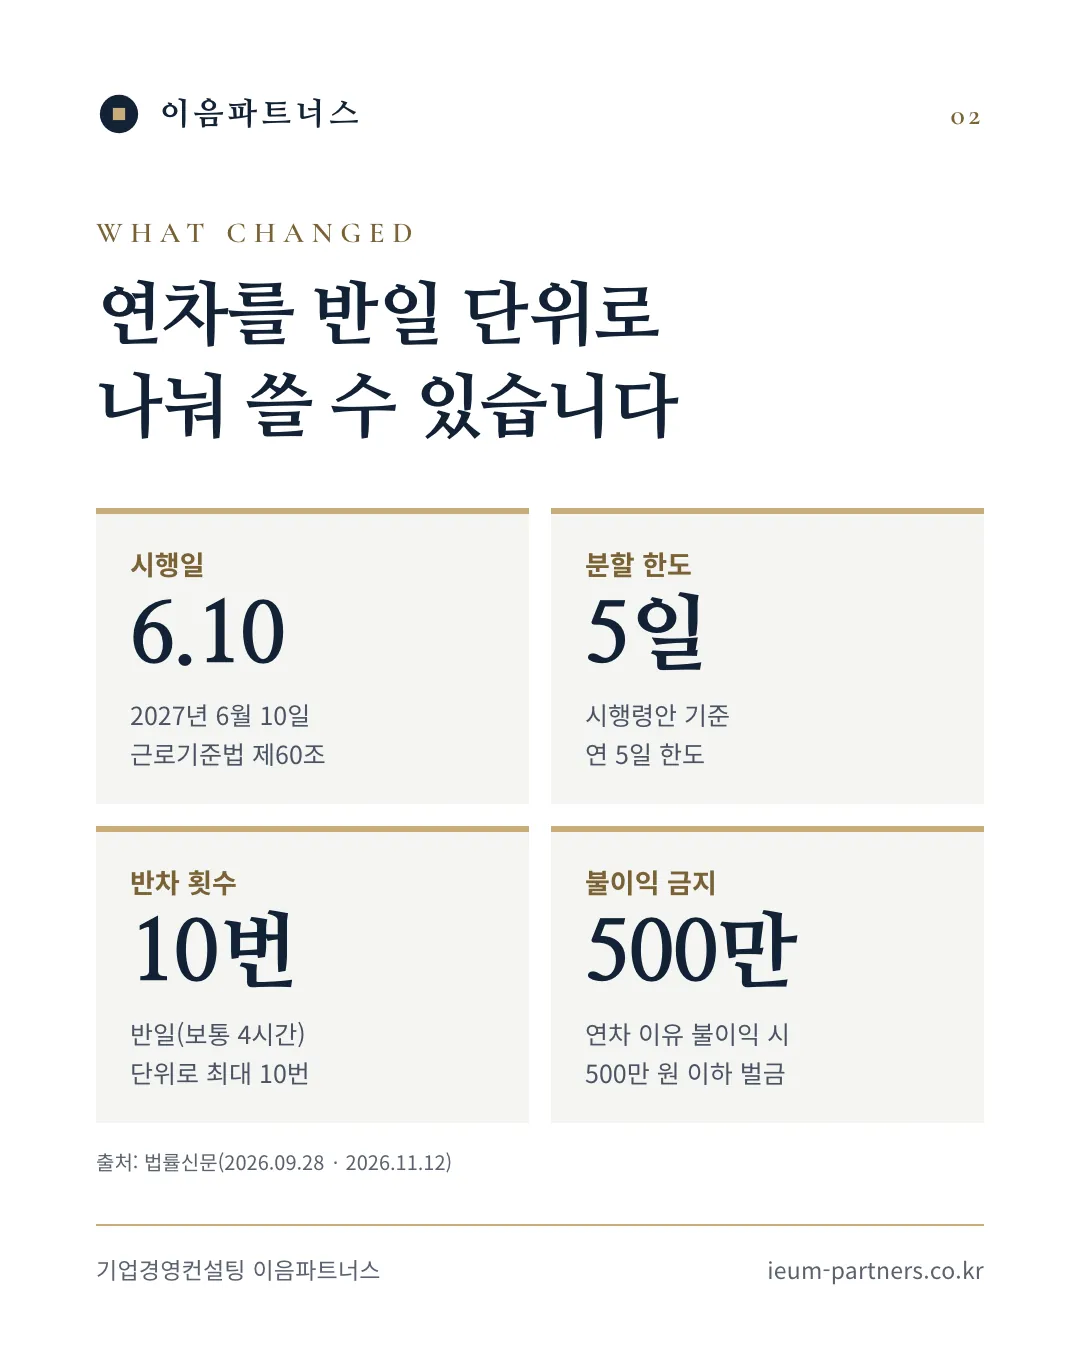 이음파트너스
02
WHAT CHANGED
연차를 반일 단위로
나눠 쓸 수 있습니다
시행일
6.10
2027년 6월 10일
근로기준법 제60조
분할 한도
5일
시행령안 기준
연 5일 한도
반차 횟수
10번
반일(보통 4시간)
단위로 최대 10번
불이익 금지
500만
연차 이유 불이익 시
500만 원 이하 벌금
출처: 법률신문(2026.09.28 · 2026.11.12)
기업경영컨설팅 이음파트너스
ieum-partners.co.kr